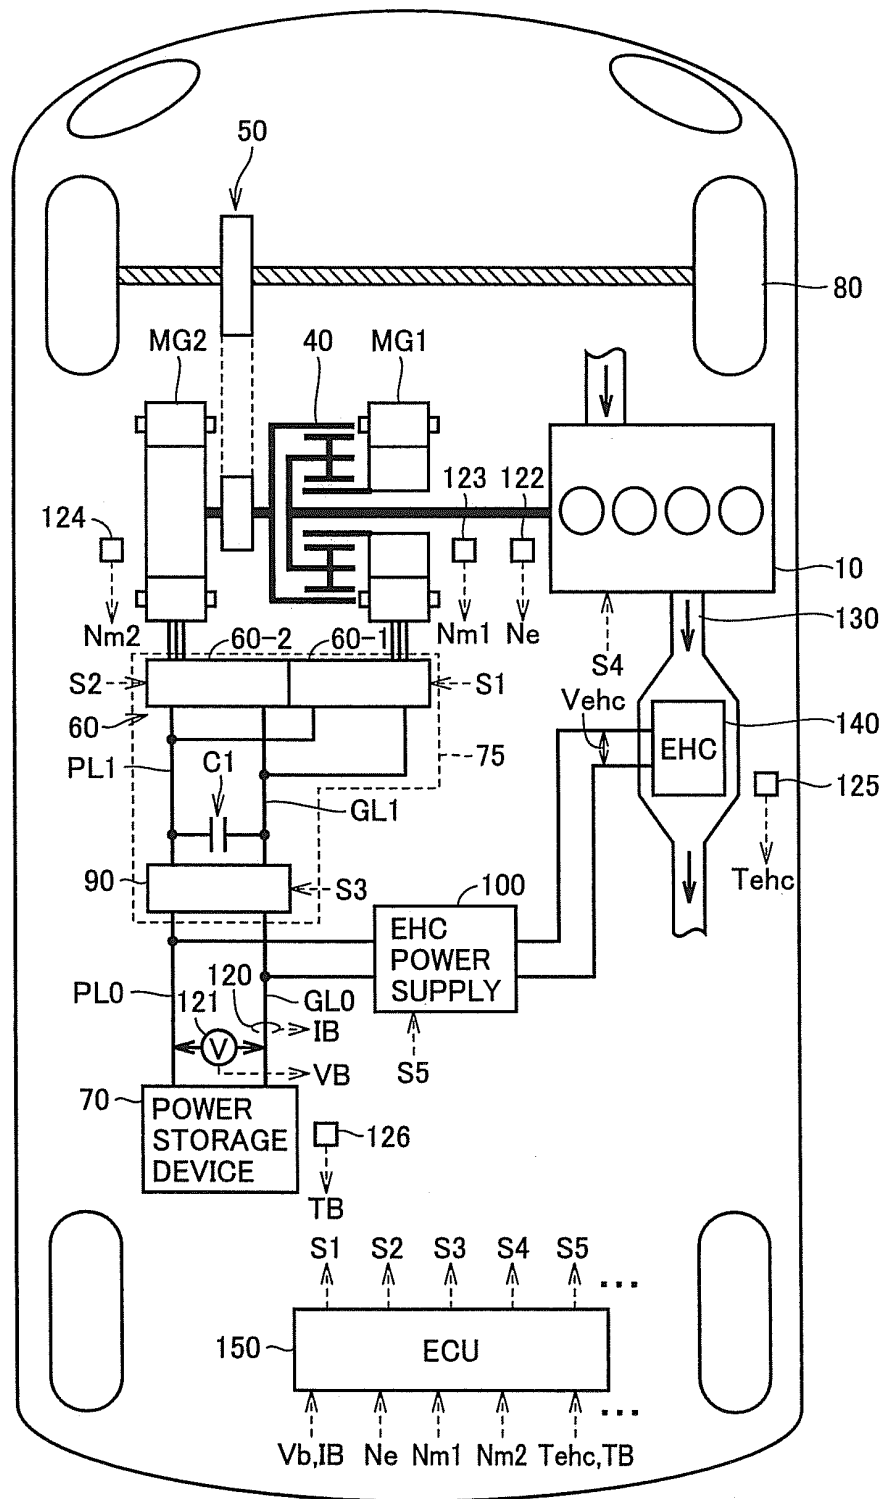 50
80
MG2
40
MG1
123
122
124
10
Nm2
60-2
60-1
Nm1
Ne
130
S2
S1
S4
Vehc
60
140
EHC
PL1
C1
75
125
GL1
90
S3
100
Tehc
EHC
POWER
SUPPLY
PL0
121
120
GL0
IB
V
VB
S5
70
POWER
STORAGE
DEVICE
126
TB
S1 S2 S3 S4 S5
...
150
ECU
...
Vb,IB Ne Nm1 Nm2 Tehc,TB